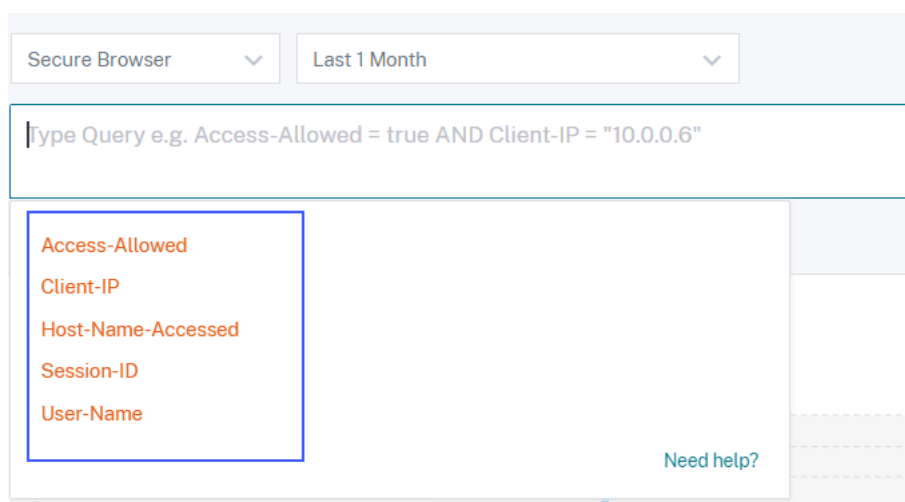 Secure Browser
Last 1 Month
Type Query e.g. Access-Allowed = true AND Client-IP = "10.0.0.6"
Access-Allowed
Client-IP
Host-Name-Accessed
Session-ID
User-Name
Need help?